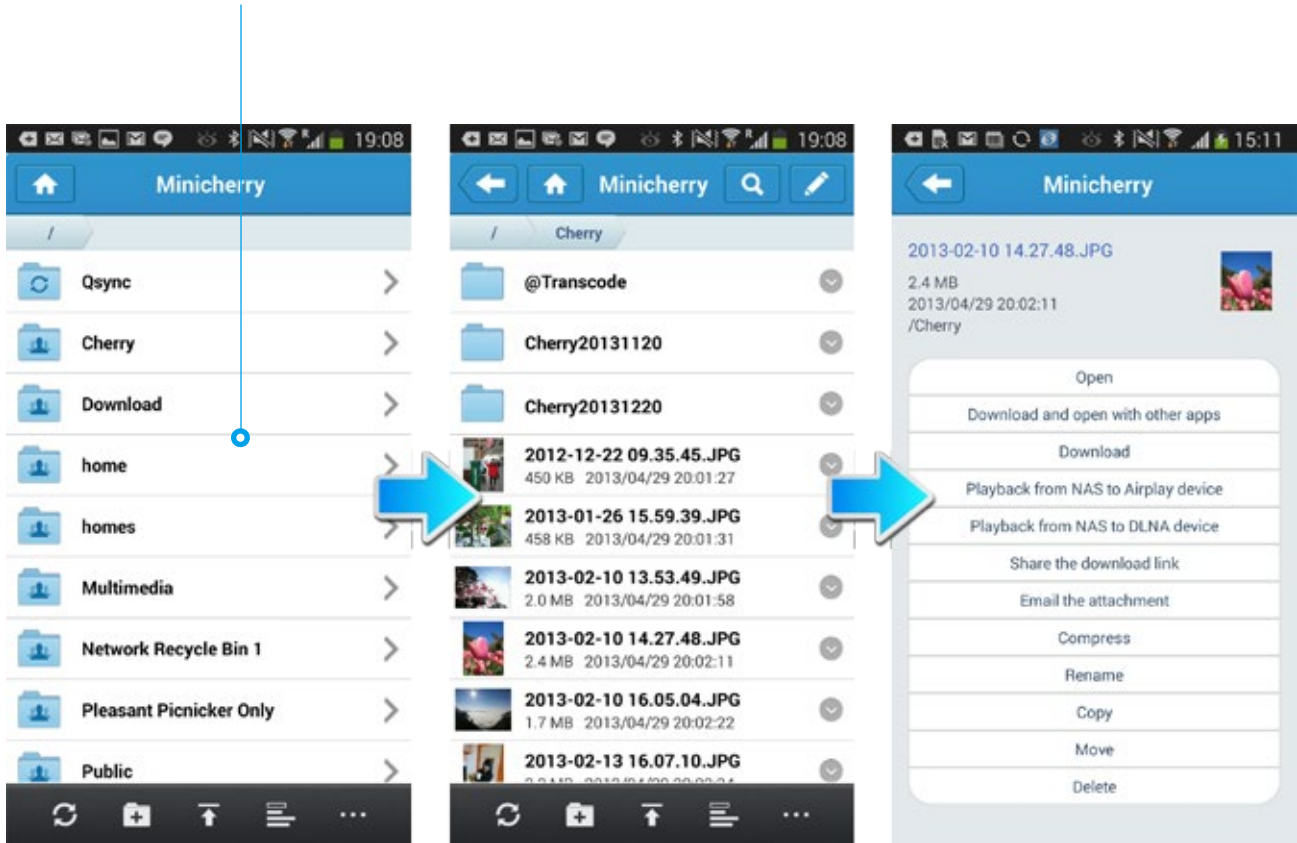 19:08
Minicherry
/
Qsync
Cherry
Download
home
homes
Multimedia
Network Recycle Bin 1
Pleasant Picnicker Only
Public
19:08
Minicherry
/ Cherry
@Transcode
Cherry20131120
Cherry20131220
2012-12-22 09.35.45.JPG
450 KB 2013/04/29 20:01:27
2013-01-26 15.59.39.JPG
458 KB 2013/04/29 20:01:31
2013-02-10 13.53.49.JPG
2.0 MB 2013/04/29 20:01:58
2013-02-10 14.27.48.JPG
2.4 MB 2013/04/29 20:02:11
2013-02-10 16.05.04.JPG
1.7 MB 2013/04/29 20:02:22
2013-02-13 16.07.10.JPG
15:11
Minicherry
2013-02-10 14.27.48.JPG
2.4 MB
2013/04/29 20:02:11
/Cherry
Open
Download and open with other apps
Download
Playback from NAS to Airplay device
Playback from NAS to DLNA device
Share the download link
Email the attachment
Compress
Rename
Copy
Move
Delete